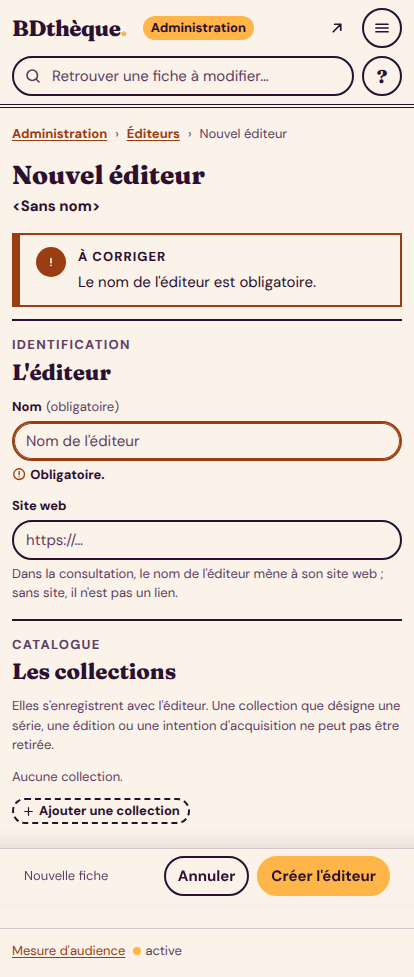 BDthèque.
Administration
Retrouver une fiche à modifier…
?
Administration › Éditeurs › Nouvel éditeur
Nouvel éditeur
<Sans nom>
!
À CORRIGER
Le nom de l'éditeur est obligatoire.
IDENTIFICATION
L'éditeur
Nom (obligatoire)
Nom de l'éditeur
Obligatoire.
Site web
https://…
Dans la consultation, le nom de l'éditeur mène à son site web ;
sans site, il n'est pas un lien.
CATALOGUE
Les collections
Elles s'enregistrent avec l'éditeur. Une collection que désigne une
série, une édition ou une intention d'acquisition ne peut pas être
retirée.
Aucune collection.
+ Ajouter une collection
Nouvelle fiche
Annuler
Créer l'éditeur
Mesure d'audience
active